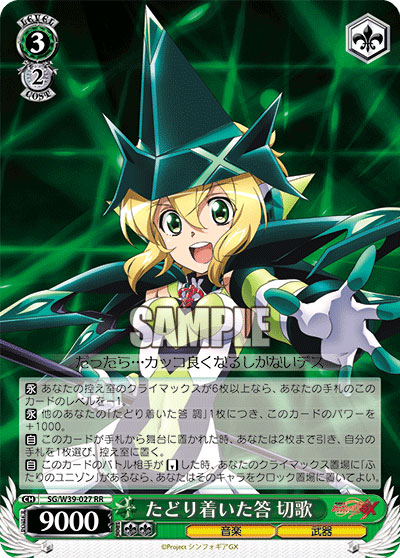 LEVEL
3
2
COST
SAMPLE
だったら…カッコ良くなるしかないデス
永 あなたの控え室のクライマックスが6枚以上なら、あなたの手札のこのカードのレベルを−1。
永 他のあなたの「たどり着いた答 調」1枚につき、このカードのパワーを+1000。
自 このカードが手札から舞台に置かれた時、あなたは2枚まで引き、自分の手札を1枚選び、控え室に置く。
自 このカードのバトル相手が した時、あなたのクライマックス置場に「ふたりのユニゾン」があるなら、あなたはそのキャラをクロック置場に置いてよい。
CH SG/W39-027 RR
たどり着いた答 切歌
9000
音楽
武器
©Project シンフォギアGX